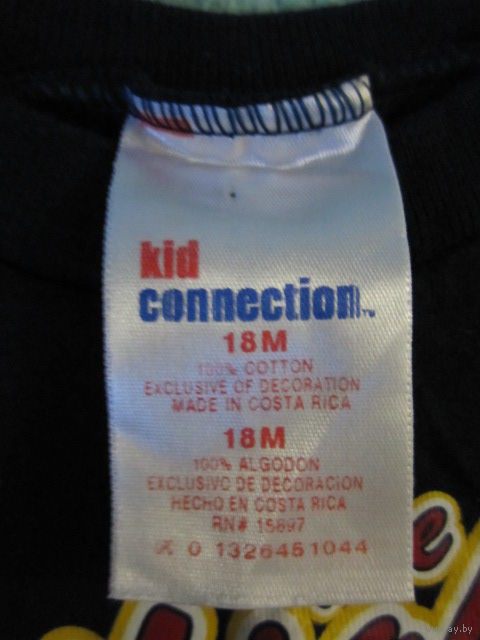 kid
connection™
18M
100% COTTON
EXCLUSIVE OF DECORATION
MADE IN COSTA RICA
18M
100% ALGODON
EXCLUSIVO DE DECORACION
HECHO EN COSTA RICA
RN# 15897
0 1326451044